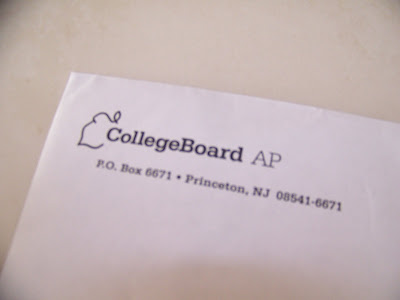 CollegeBoard AP
P.O. Box 6671 • Princeton, NJ 08541-6671